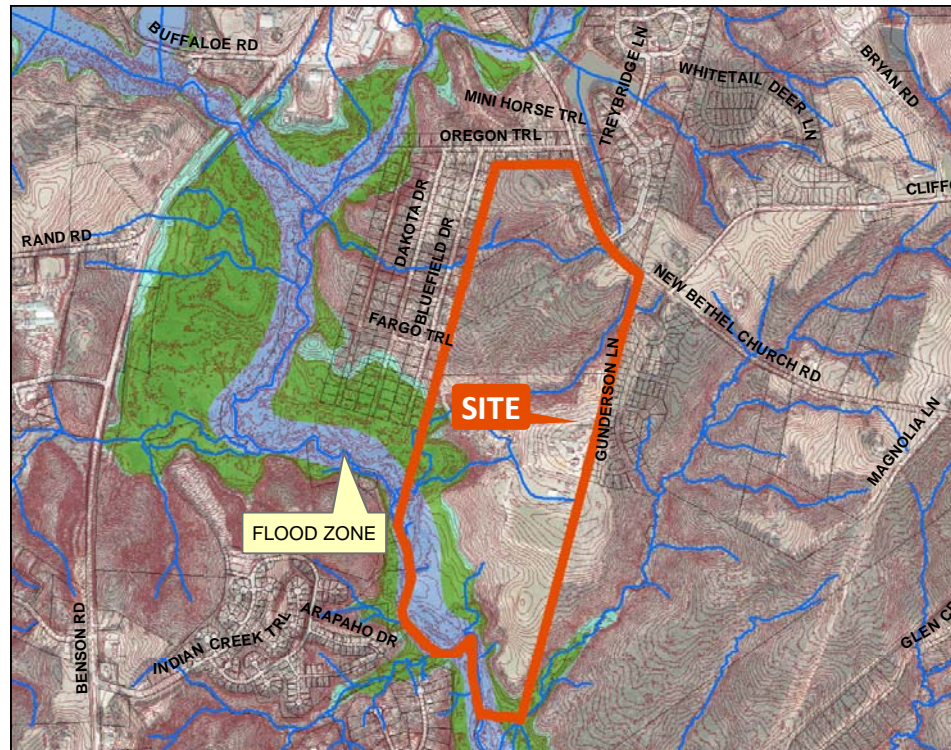 BUFFALOE RD
TREYBRIDGE LN
BRYAN RD
WHITETAIL DEER LN
MINI HORSE TRL
OREGON TRL
DAKOTA DR
CLIFFO
BLUEFIELD DR
RAND RD
NEW BETHEL CHURCH RD
FARGO TRL
GUNDERSON LN
SITE
MAGNOLIA LN
FLOOD ZONE
ARAPAHO DR
INDIAN CREEK TRL
BENSON RD
GLEN C